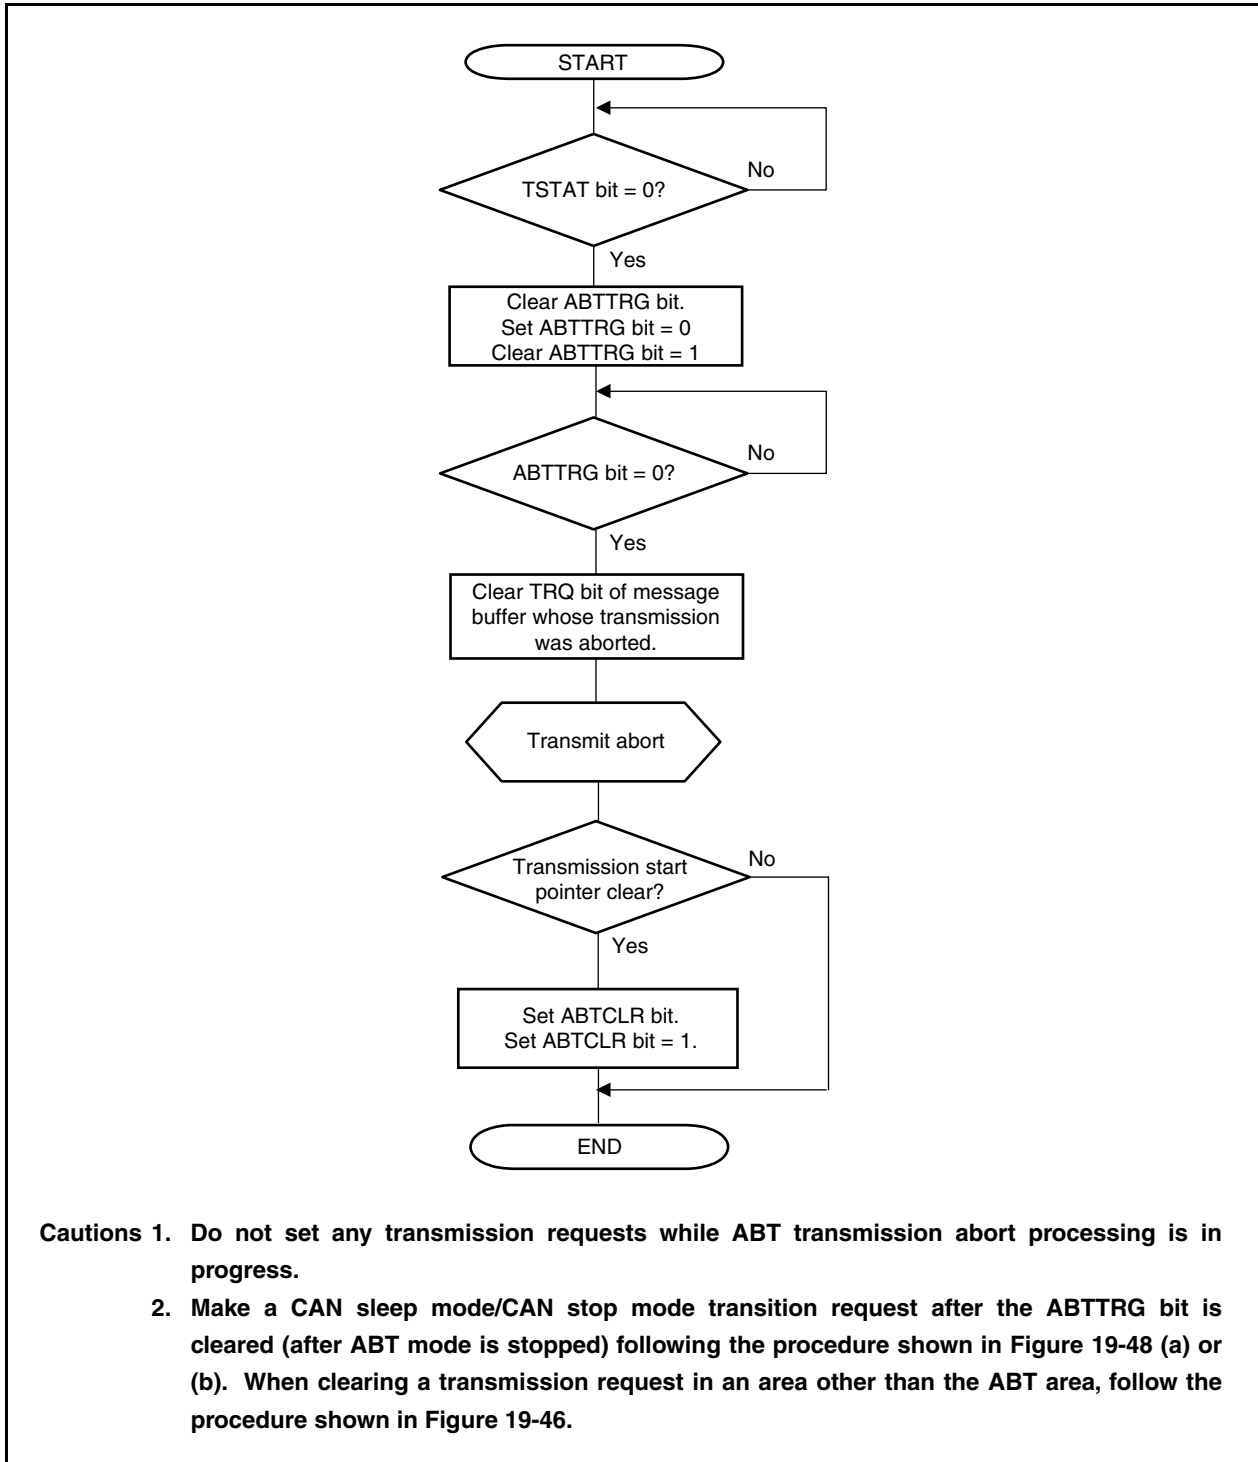 START
No
TSTAT bit = 0?
Yes
Clear ABTTRG bit.
Set ABTTRG bit = 0
Clear ABTTRG bit = 1
No
ABTTRG bit = 0?
Yes
Clear TRQ bit of message
buffer whose transmission
was aborted.
Transmit abort
No
Transmission start
pointer clear?
Yes
Set ABTCLR bit.
Set ABTCLR bit = 1.
END
Cautions 1. Do not set any transmission requests while ABT transmission abort processing is in
progress.
2. Make a CAN sleep mode/CAN stop mode transition request after the ABTTRG bit is
cleared (after ABT mode is stopped) following the procedure shown in Figure 19-48 (a) or
(b). When clearing a transmission request in an area other than the ABT area, follow the
procedure shown in Figure 19-46.